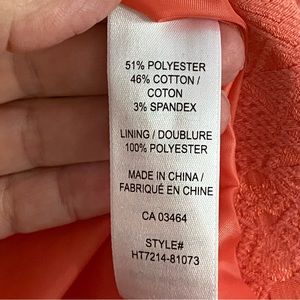 51% POLYESTER
46% COTTON /
COTON
3% SPANDEX
LINING / DOUBLURE
100% POLYESTER
MADE IN CHINA /
FABRIQUÉ EN CHINE
CA 03464
STYLE#
HT7214-81073